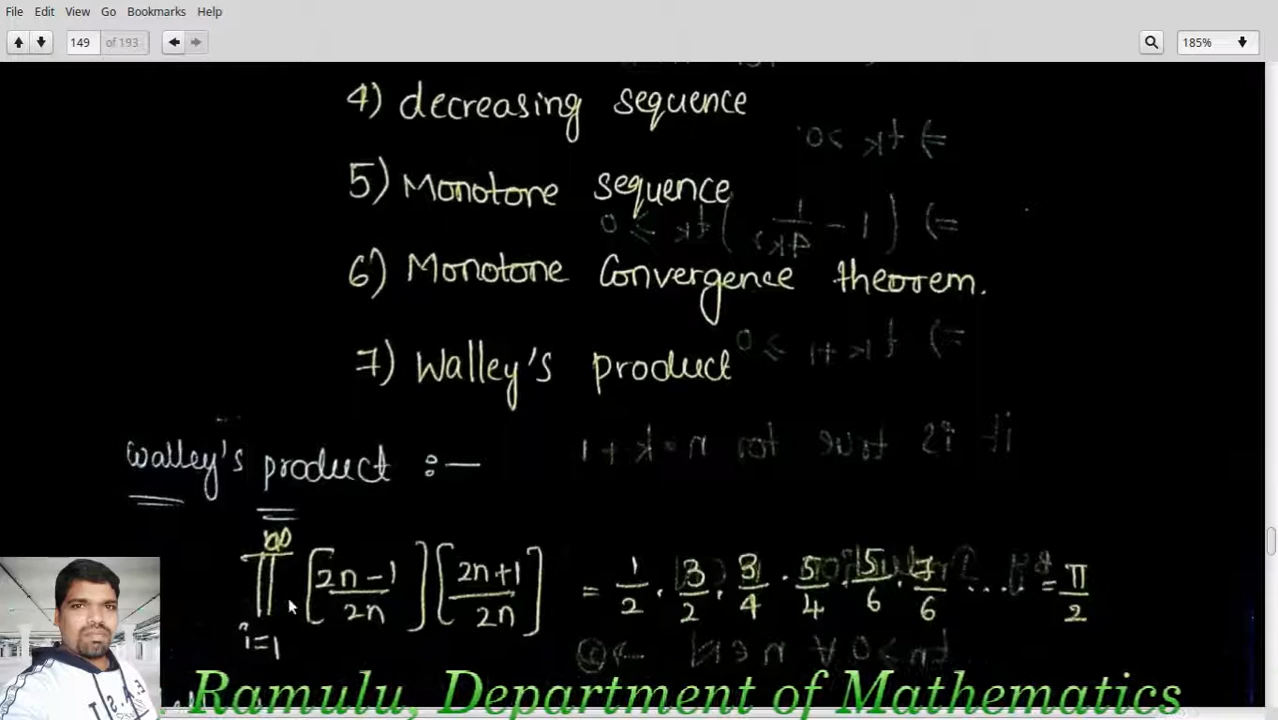 File Edit View Go Bookmarks Help
149 of 193 185%
4) decreasing sequence
5) Monotone sequence
6) Monotone Convergence theorem.
7) Walley's product
Walley's product :—
∞
∏ [2n-1/2n] [2n+1/2n] = 1/2 · 3/2 · 3/4 · 5/4 · 5/6 · 7/6 ... = π/2
i=1
Ramulu, Department of Mathematics